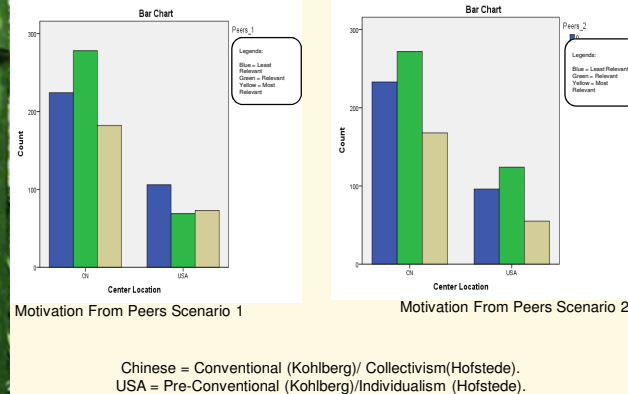 Bar Chart
Peers_1
Legends:
Blue = Least
Relevant
Green = Relevant
Yellow = Most
Relevant
300
200
100
0
Count
CN
USA
Center Location
Motivation From Peers Scenario 1
Bar Chart
Peers_2
Legends:
Blue = Least Relevant
Green = Relevant
Yellow = Most
Relevant
300
200
100
0
Count
CN
USA
Center Location
Motivation From Peers Scenario 2
Chinese = Conventional (Kohlberg)/ Collectivism(Hofstede).
USA = Pre-Conventional (Kohlberg)/Individualism (Hofstede).